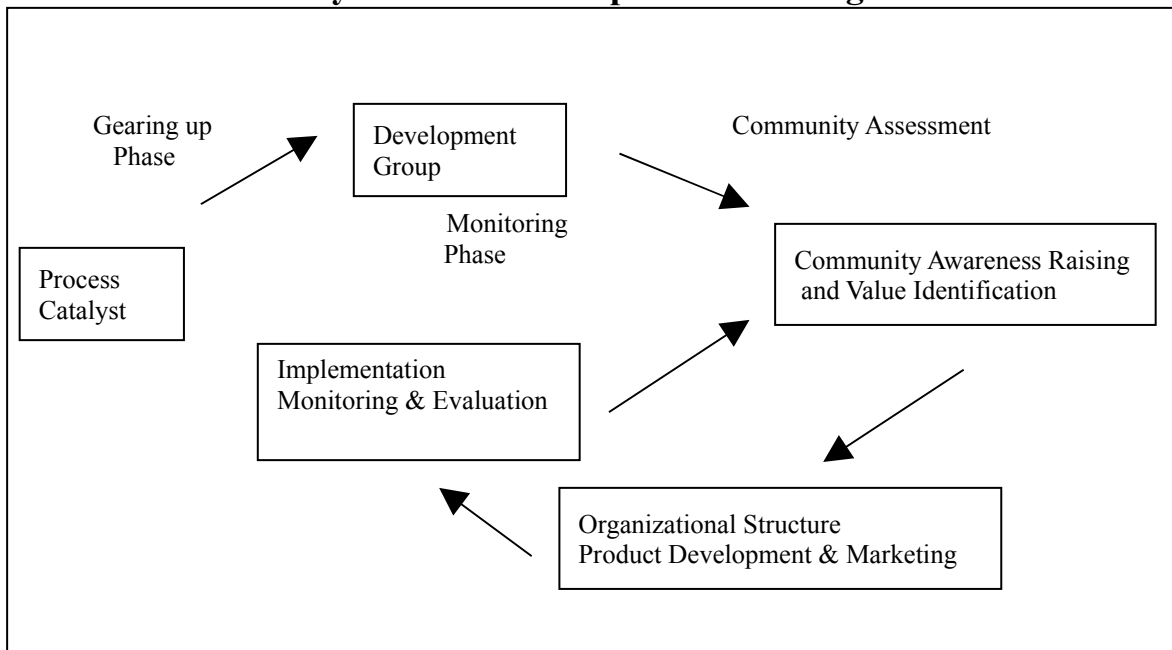 Gearing up
Phase
Development
Group
Community Assessment
Monitoring
Phase
Process
Catalyst
Community Awareness Raising
and Value Identification
Implementation
Monitoring & Evaluation
Organizational Structure
Product Development & Marketing